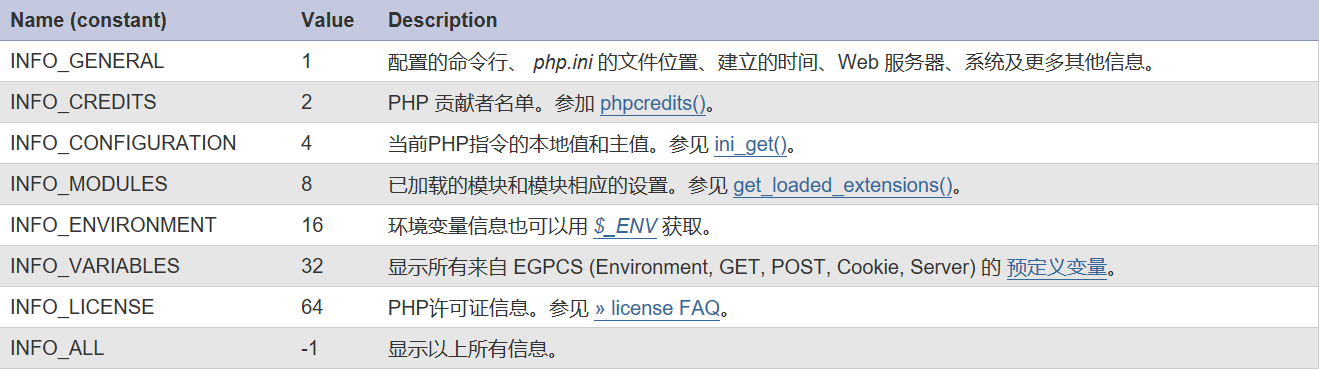 Name (constant) Value Description
INFO_GENERAL 1 配置的命令行、 php.ini 的文件位置、建立的时间、Web 服务器、系统及更多其他信息。
INFO_CREDITS 2 PHP 贡献者名单。参加 phpcredits()。
INFO_CONFIGURATION 4 当前PHP指令的本地值和主值。参见 ini_get()。
INFO_MODULES 8 已加载的模块和模块相应的设置。参见 get_loaded_extensions()。
INFO_ENVIRONMENT 16 环境变量信息也可以用 $_ENV 获取。
INFO_VARIABLES 32 显示所有来自 EGPCS (Environment, GET, POST, Cookie, Server) 的 预定义变量。
INFO_LICENSE 64 PHP许可证信息。参见 » license FAQ。
INFO_ALL -1 显示以上所有信息。